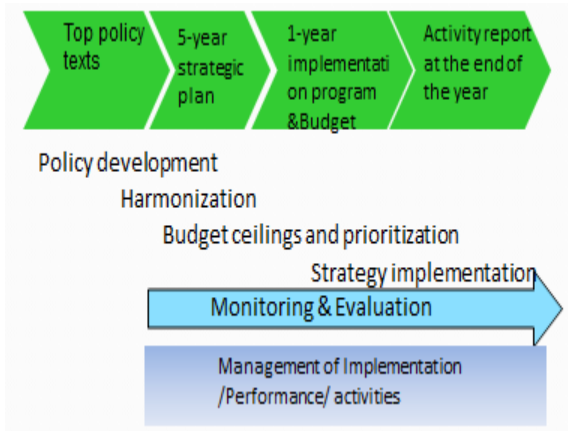 Top policy
texts
5-year
strategic
plan
1-year
implementati
on program
&Budget
Activity report
at the end of
the year
Policy development
Harmonization
Budget ceilings and prioritization
Strategy implementation
Monitoring & Evaluation
Management of Implementation
/Performance/ activities